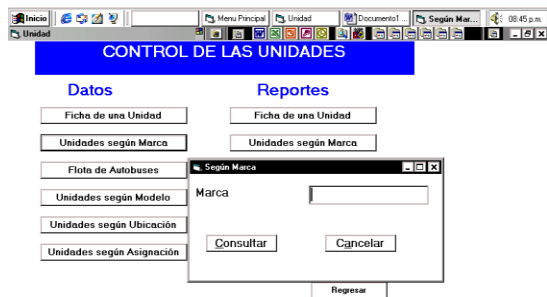 Inicio Menu Principal Unidad Documento1 ... Según Mar... 08:45 p.m.
Unidad
CONTROL DE LAS UNIDADES
Datos Reportes
Ficha de una Unidad Ficha de una Unidad
Unidades según Marca Unidades según Marca
Flota de Autobuses Según Marca
Unidades según Modelo Marca
Unidades según Ubicación
Unidades según Asignación Consultar Cancelar
Regresar